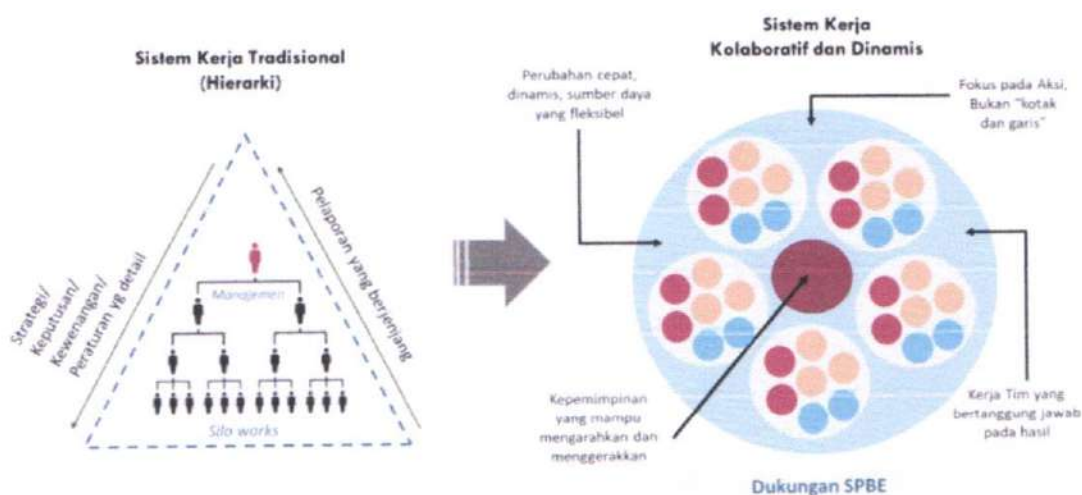 Sistem Kerja Tradisional
(Hierarki)
Strategi/
Keputusan/
Kewenangan/
Peraturan yg detail
Pelaporan yang berjenjang
Manajemen
Silo works
Sistem Kerja
Kolaboratif dan Dinamis
Perubahan cepat,
dinamis, sumber daya
yang fleksibel
Fokus pada Aksi,
Bukan "kotak
dan garis"
Kepemimpinan
yang mampu
mengarahkan dan
menggerakkan
Kerja Tim yang
bertanggung jawab
pada hasil
Dukungan SPBE